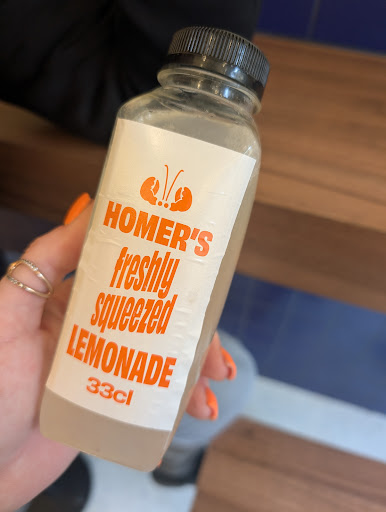 HOMER'S
freshly
squeezed
LEMONADE
33cl